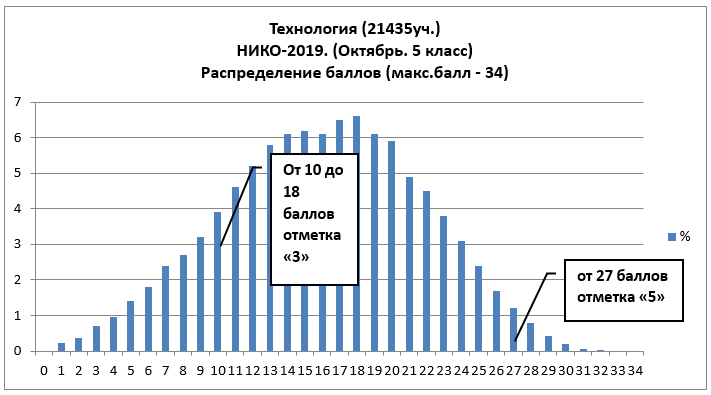 Технология (21435уч.)
НИКО-2019. (Октябрь. 5 класс)
Распределение баллов (макс.балл - 34)
7
6
5
4
3
2
1
0
От 10 до
18
баллов
отметка
«3»
%
от 27 баллов
отметка «5»
0 1 2 3 4 5 6 7 8 9 10 11 12 13 14 15 16 17 18 19 20 21 22 23 24 25 26 27 28 29 30 31 32 33 34